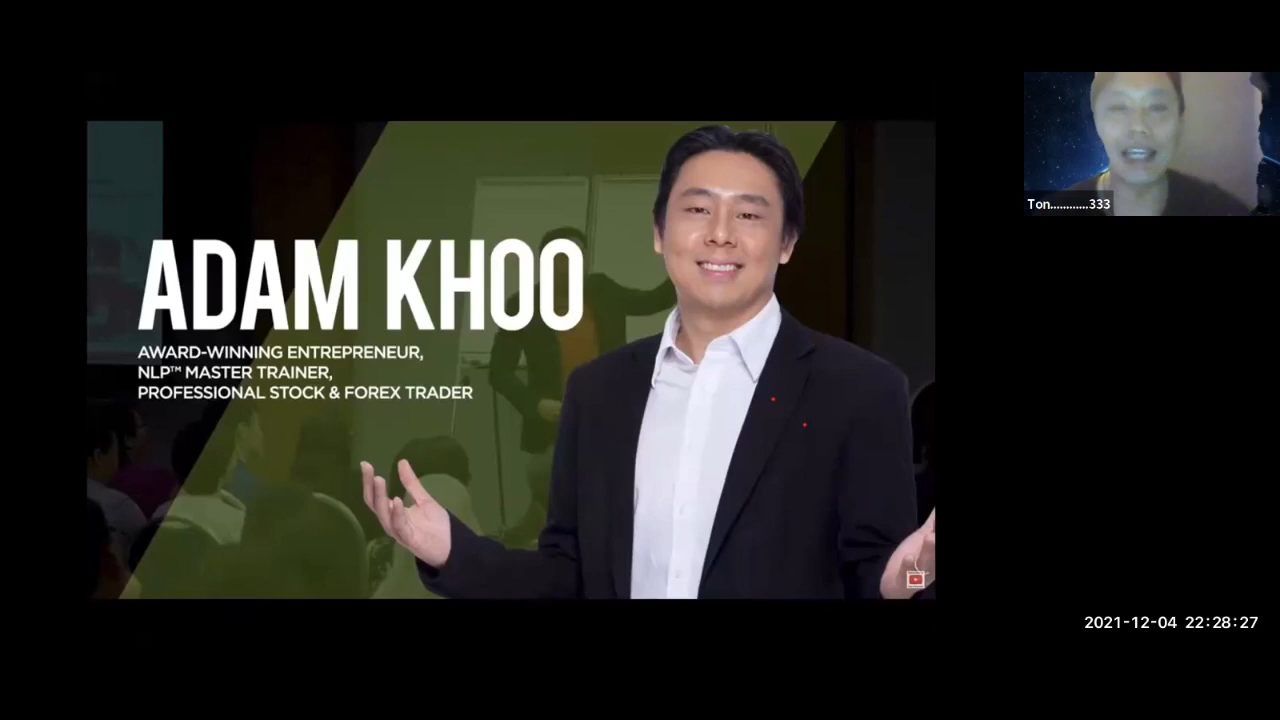 ADAM KHOO
AWARD-WINNING ENTREPRENEUR,
NLP™ MASTER TRAINER,
PROFESSIONAL STOCK & FOREX TRADER
Ton............333
2021-12-04 22:28:27